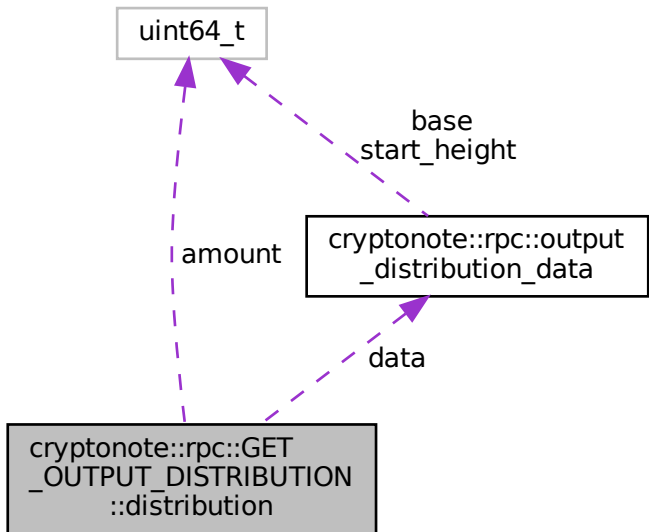 uint64_t
base
start_height
cryptonote::rpc::output
_distribution_data
amount
data
cryptonote::rpc::GET
_OUTPUT_DISTRIBUTION
::distribution